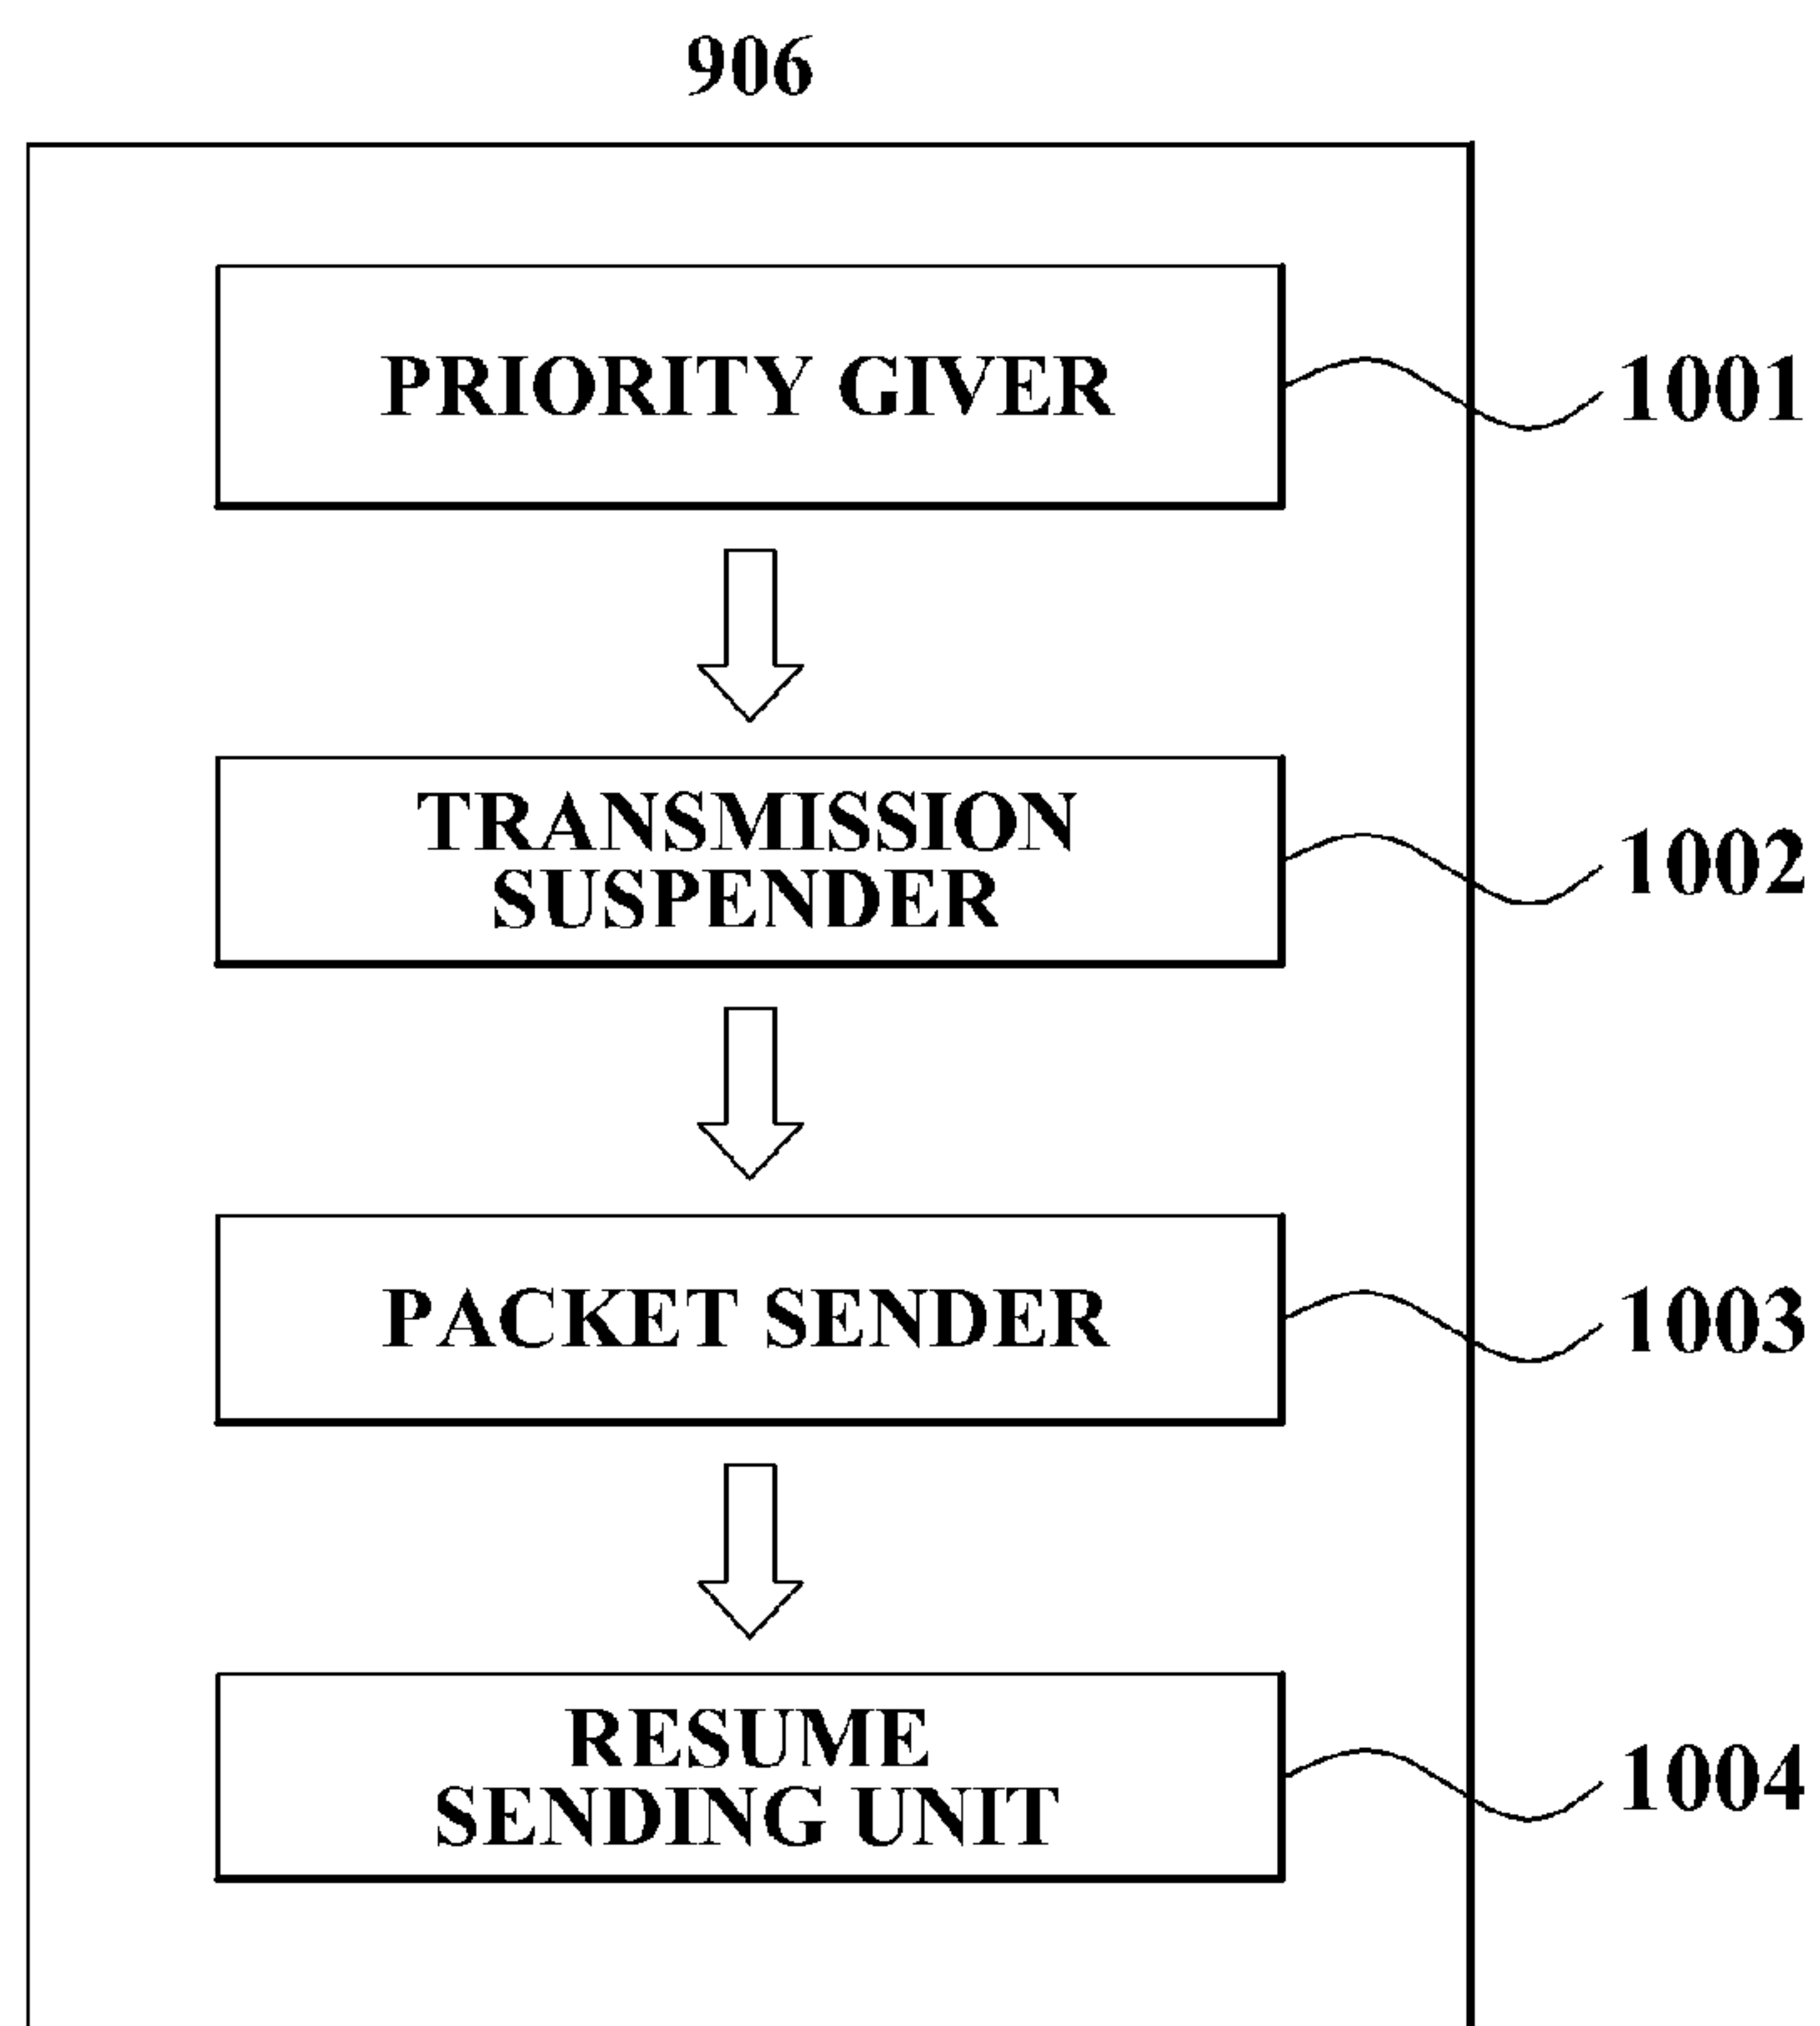 906
PRIORITY GIVER
1001
TRANSMISSION
SUSPENDER
1002
PACKET SENDER
1003
RESUME
SENDING UNIT
1004